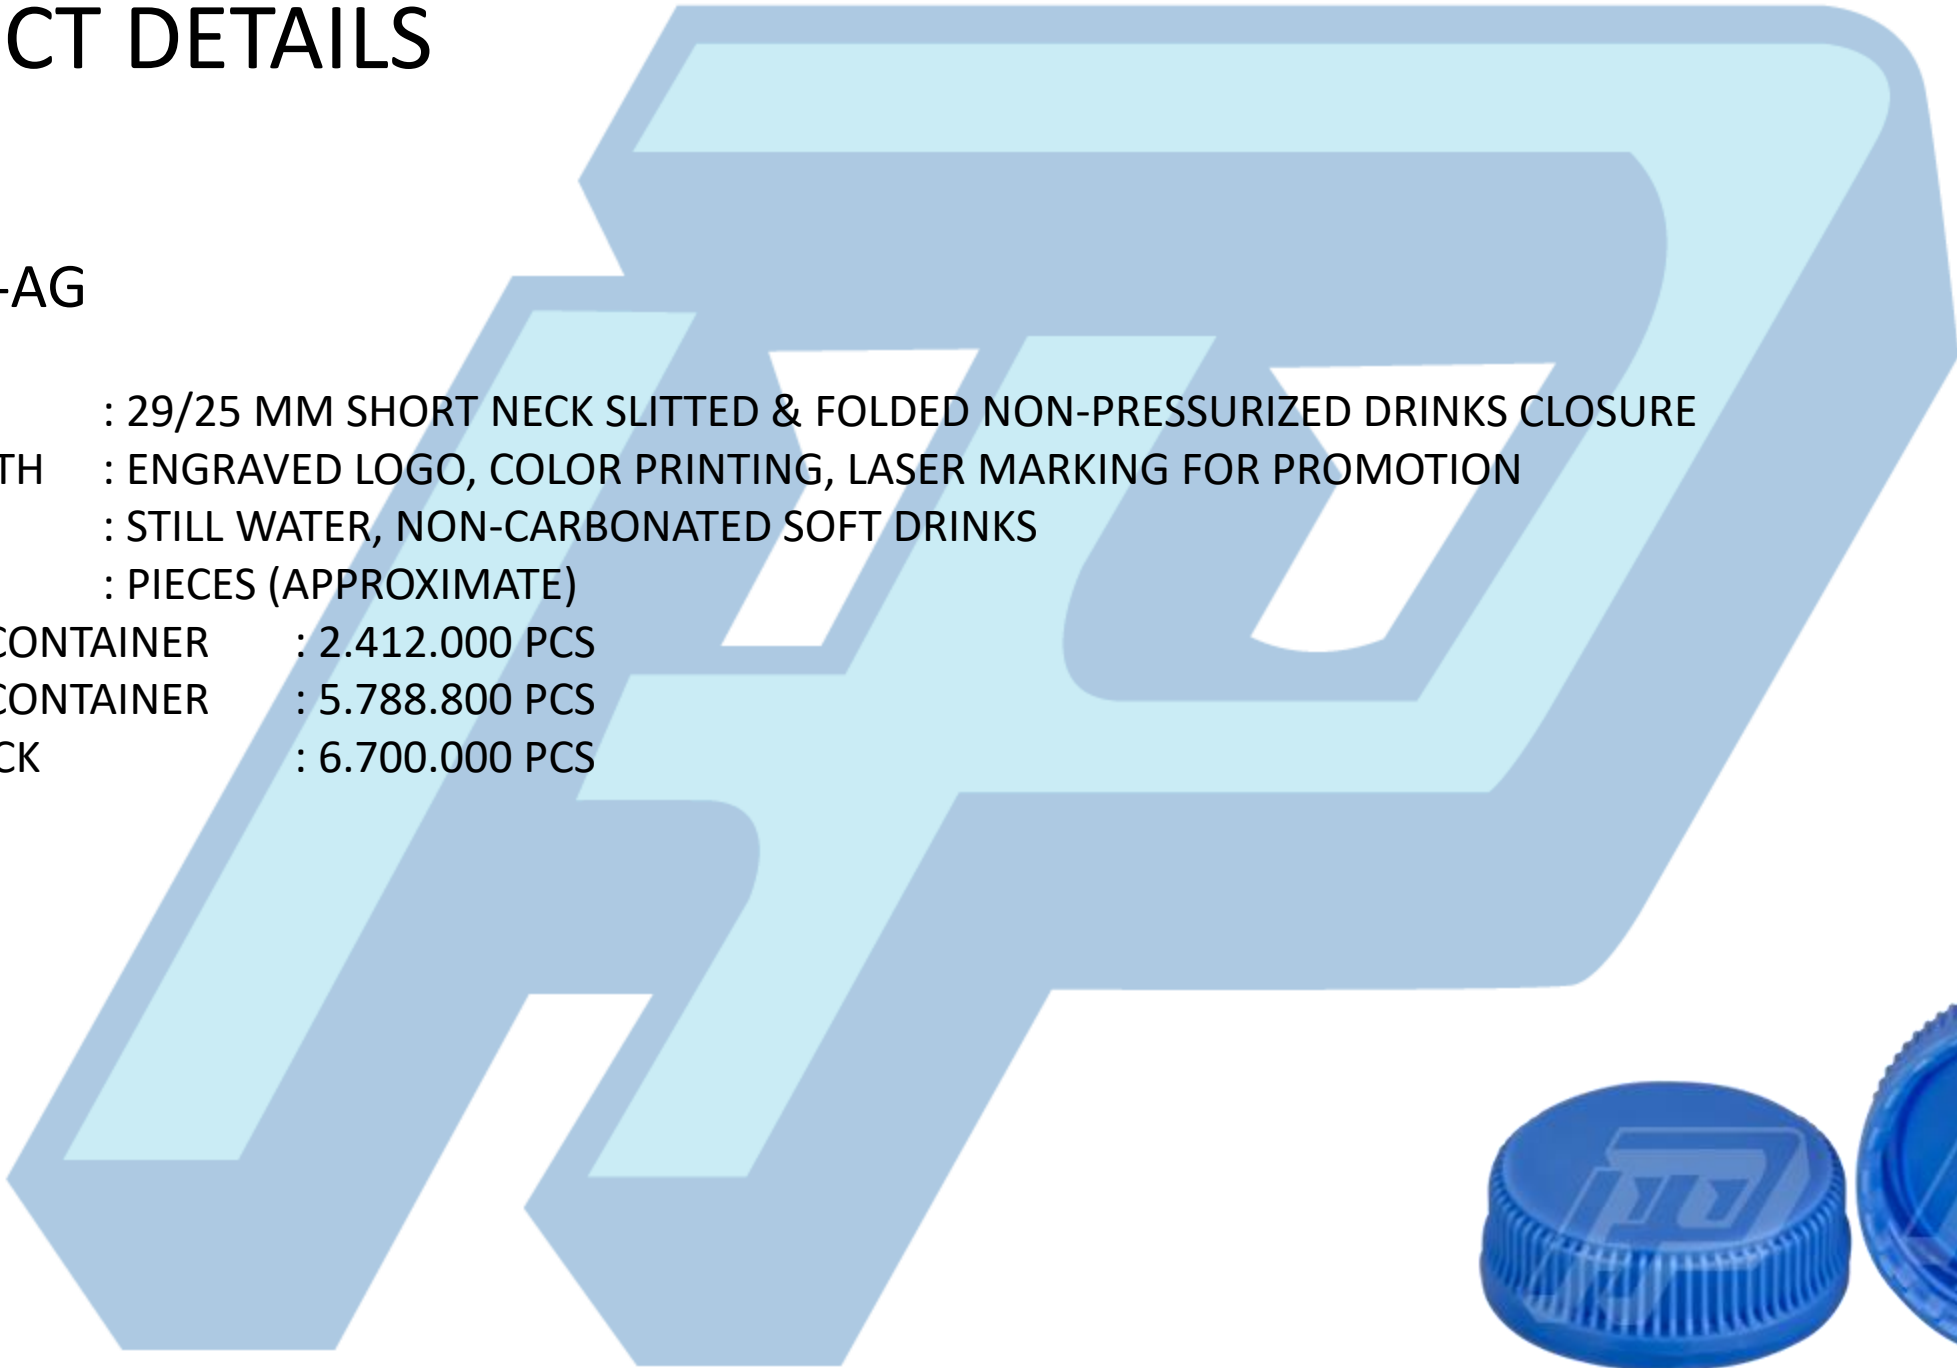 CT DETAILS
-AG
: 29/25 MM SHORT NECK SLITTED & FOLDED NON-PRESSURIZED DRINKS CLOSURE
TH : ENGRAVED LOGO, COLOR PRINTING, LASER MARKING FOR PROMOTION
: STILL WATER, NON-CARBONATED SOFT DRINKS
: PIECES (APPROXIMATE)
CONTAINER : 2.412.000 PCS
CONTAINER : 5.788.800 PCS
CK : 6.700.000 PCS